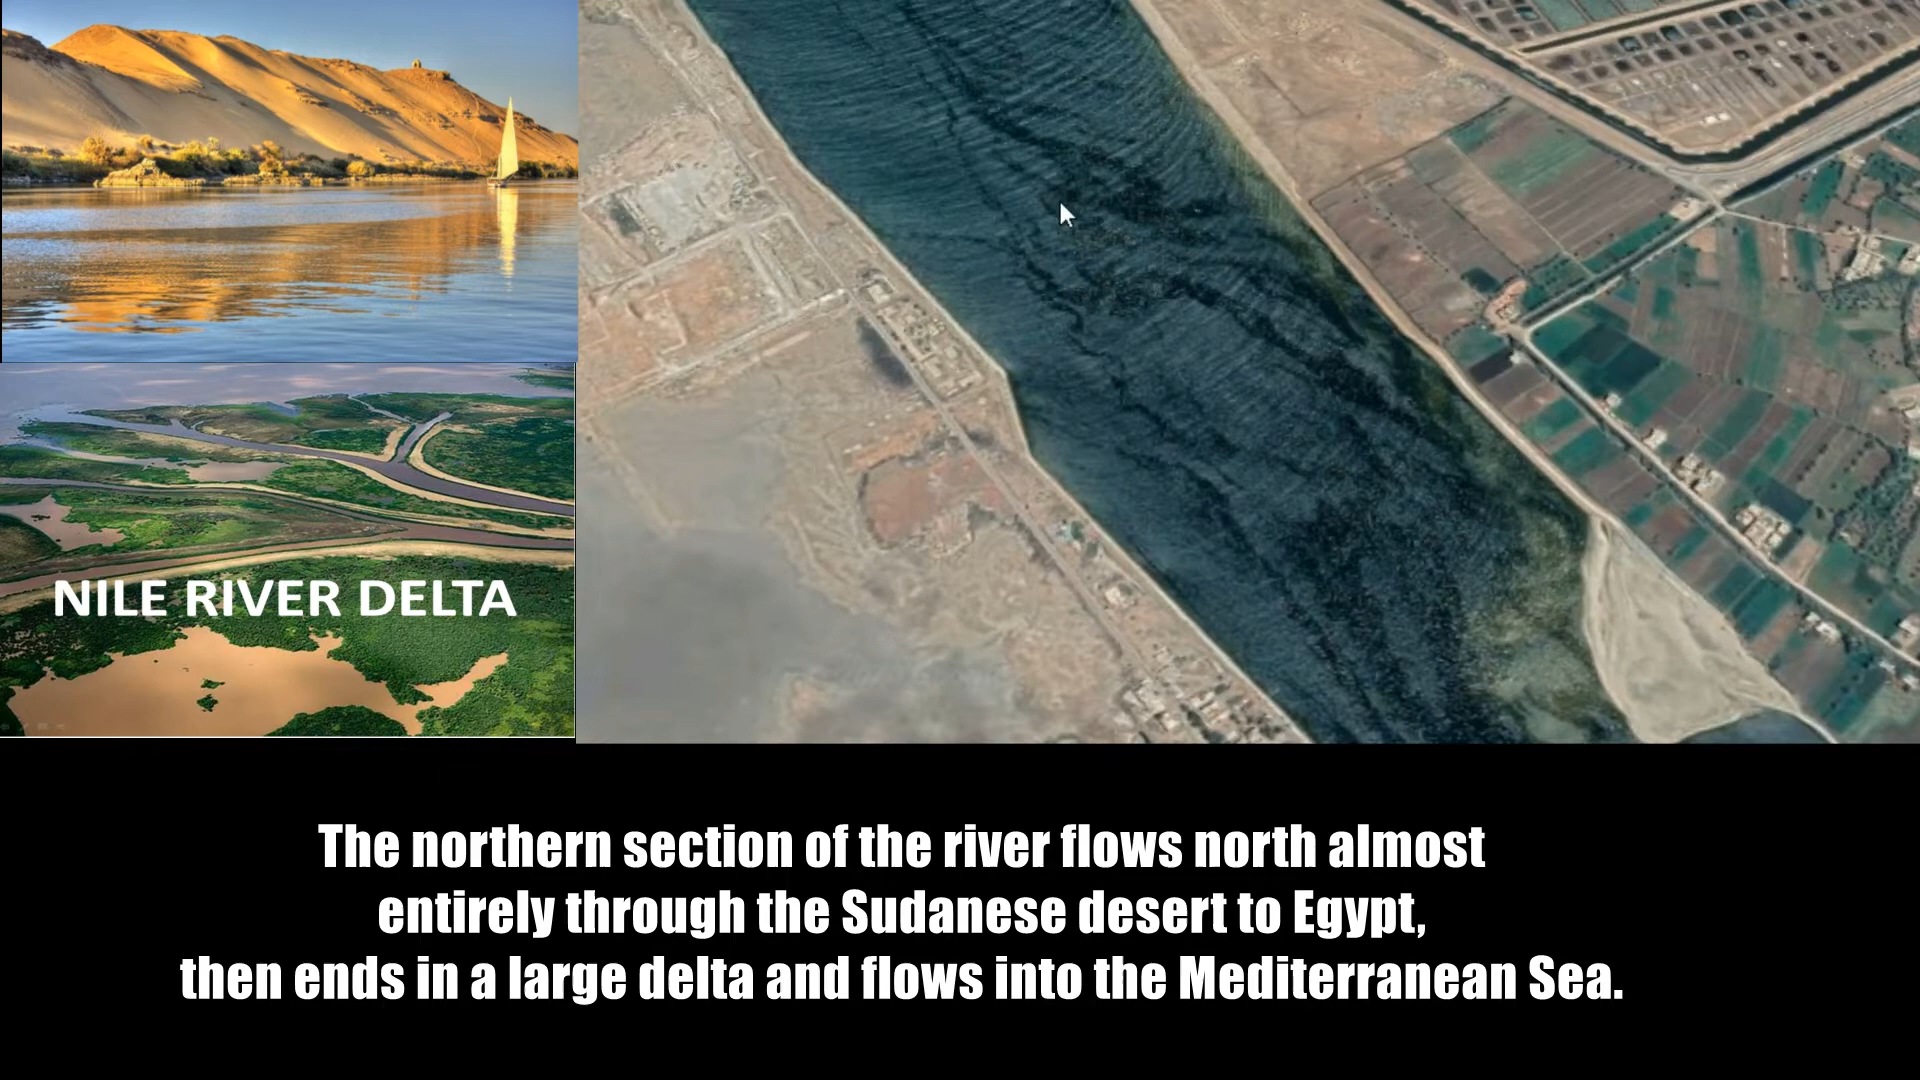 NILE RIVER DELTA
The northern section of the river flows north almost
entirely through the Sudanese desert to Egypt,
then ends in a large delta and flows into the Mediterranean Sea.